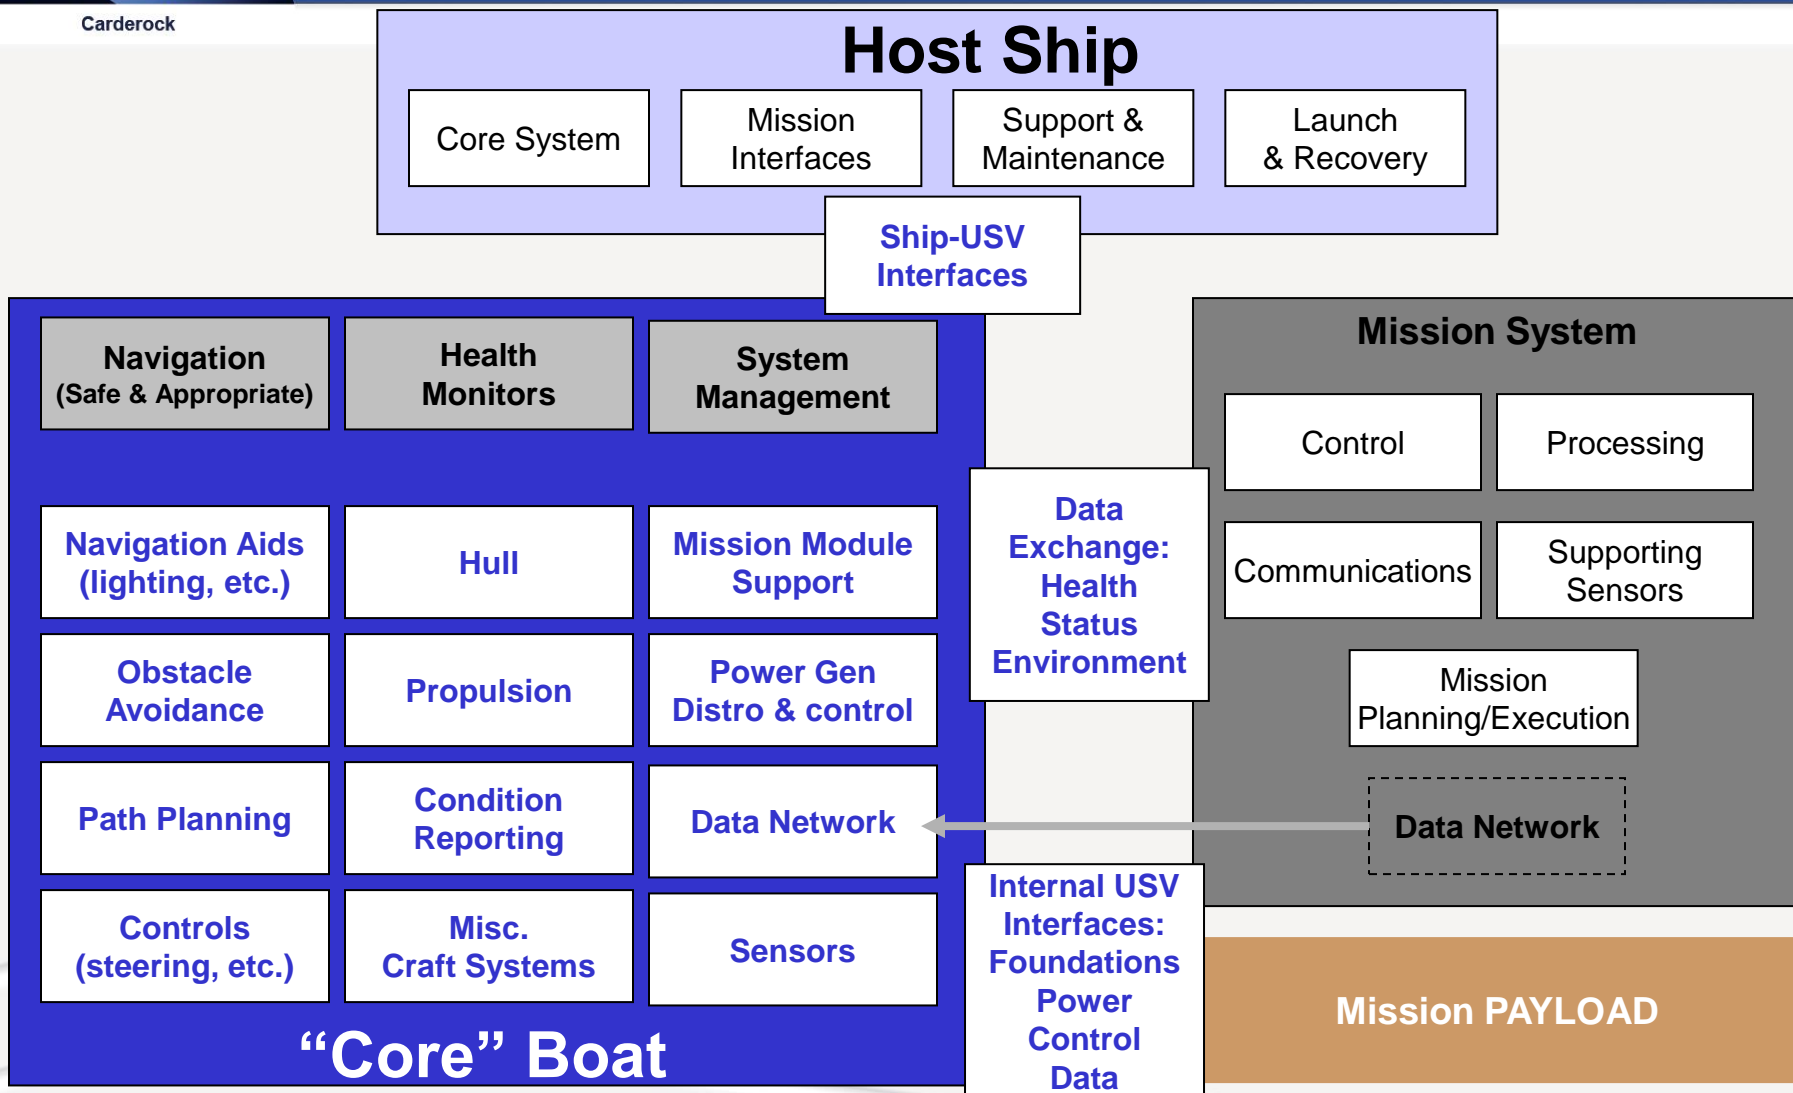 Carderock
Host Ship
Core System
Mission
Interfaces
Support &
Maintenance
Launch
& Recovery
Ship-USV
Interfaces
Navigation
(Safe & Appropriate)
Health
Monitors
System
Management
Navigation Aids
(lighting, etc.)
Hull
Mission Module
Support
Obstacle
Avoidance
Propulsion
Power Gen
Distro & control
Path Planning
Condition
Reporting
Data Network
Controls
(steering, etc.)
Misc.
Craft Systems
Sensors
“Core” Boat
Data
Exchange:
Health
Status
Environment
Internal USV
Interfaces:
Foundations
Power
Control
Data
Mission System
Control
Processing
Communications
Supporting
Sensors
Mission
Planning/Execution
Data Network
Mission PAYLOAD